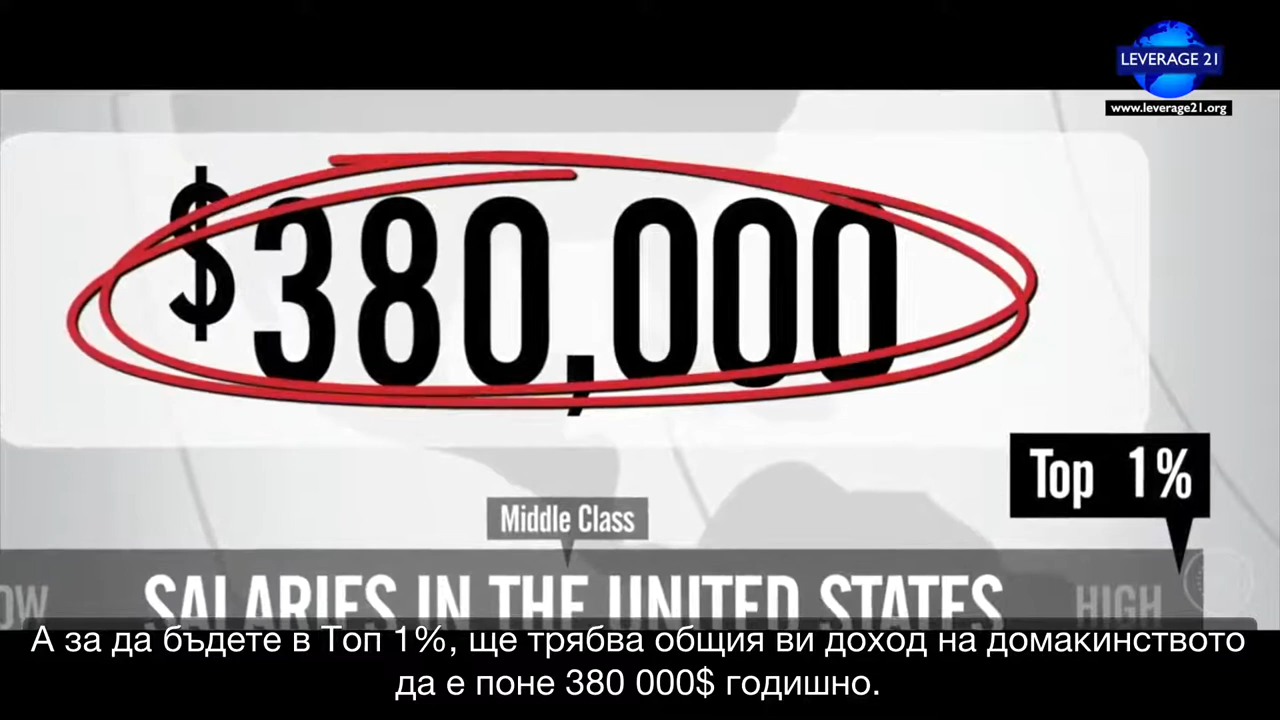 LEVERAGE 21
www.leverage21.org
$380,000
Top 1%
Middle Class
SALARIES IN THE UNITED STATES
HIGH
А за да бъдете в Топ 1%, ще трябва общия ви доход на домакинството
да е поне 380 000$ годишно.